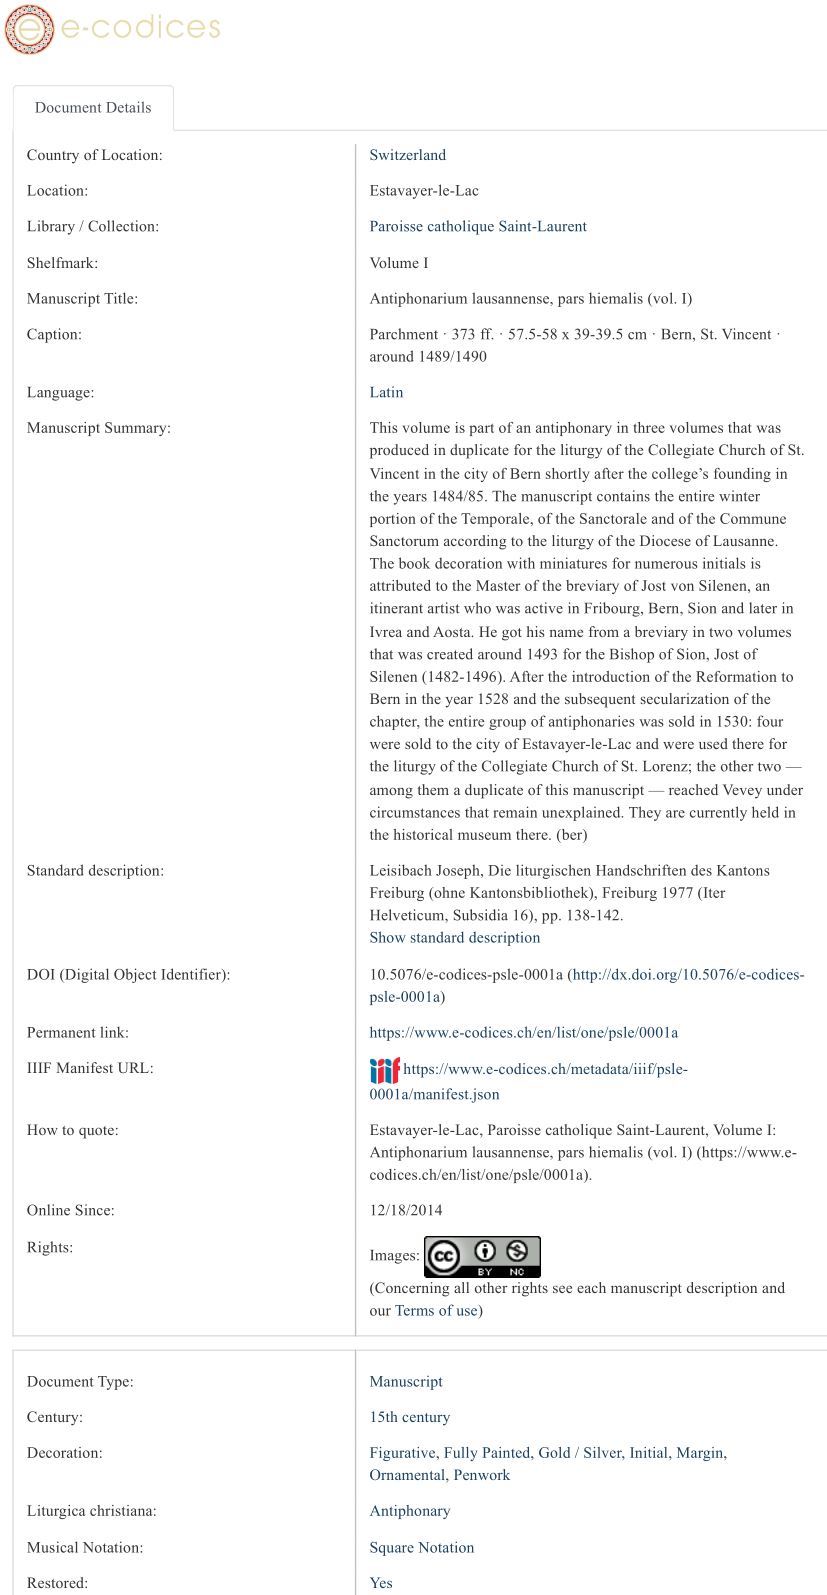 e-codices
Document Details
Country of Location:
Switzerland
Location:
Estavayer-le-Lac
Library / Collection:
Paroisse catholique Saint-Laurent
Shelfmark:
Volume I
Manuscript Title:
Antiphonarium lausannense, pars hiemalis (vol. I)
Caption:
Parchment · 373 ff. · 57.5-58 x 39-39.5 cm · Bern, St. Vincent ·
around 1489/1490
Language:
Latin
Manuscript Summary:
This volume is part of an antiphonary in three volumes that was
produced in duplicate for the liturgy of the Collegiate Church of St.
Vincent in the city of Bern shortly after the college’s founding in
the years 1484/85. The manuscript contains the entire winter
portion of the Temporale, of the Sanctorale and of the Commune
Sanctorum according to the liturgy of the Diocese of Lausanne.
The book decoration with miniatures for numerous initials is
attributed to the Master of the breviary of Jost von Silenen, an
itinerant artist who was active in Fribourg, Bern, Sion and later in
Ivrea and Aosta. He got his name from a breviary in two volumes
that was created around 1493 for the Bishop of Sion, Jost of
Silenen (1482-1496). After the introduction of the Reformation to
Bern in the year 1528 and the subsequent secularization of the
chapter, the entire group of antiphonaries was sold in 1530: four
were sold to the city of Estavayer-le-Lac and were used there for
the liturgy of the Collegiate Church of St. Lorenz; the other two —
among them a duplicate of this manuscript — reached Vevey under
circumstances that remain unexplained. They are currently held in
the historical museum there. (ber)
Standard description:
Leisibach Joseph, Die liturgischen Handschriften des Kantons
Freiburg (ohne Kantonsbibliothek), Freiburg 1977 (Iter
Helveticum, Subsidia 16), pp. 138-142.
Show standard description
DOI (Digital Object Identifier):
10.5076/e-codices-psle-0001a (http://dx.doi.org/10.5076/e-codices-
psle-0001a)
Permanent link:
https://www.e-codices.ch/en/list/one/psle/0001a
IIIF Manifest URL:
iiif https://www.e-codices.ch/metadata/iiif/psle-
0001a/manifest.json
How to quote:
Estavayer-le-Lac, Paroisse catholique Saint-Laurent, Volume I:
Antiphonarium lausannense, pars hiemalis (vol. I) (https://www.e-
codices.ch/en/list/one/psle/0001a).
Online Since:
12/18/2014
Rights:
Images: cc BY NC
(Concerning all other rights see each manuscript description and
our Terms of use)
Document Type:
Manuscript
Century:
15th century
Decoration:
Figurative, Fully Painted, Gold / Silver, Initial, Margin,
Ornamental, Penwork
Liturgica christiana:
Antiphonary
Musical Notation:
Square Notation
Restored:
Yes